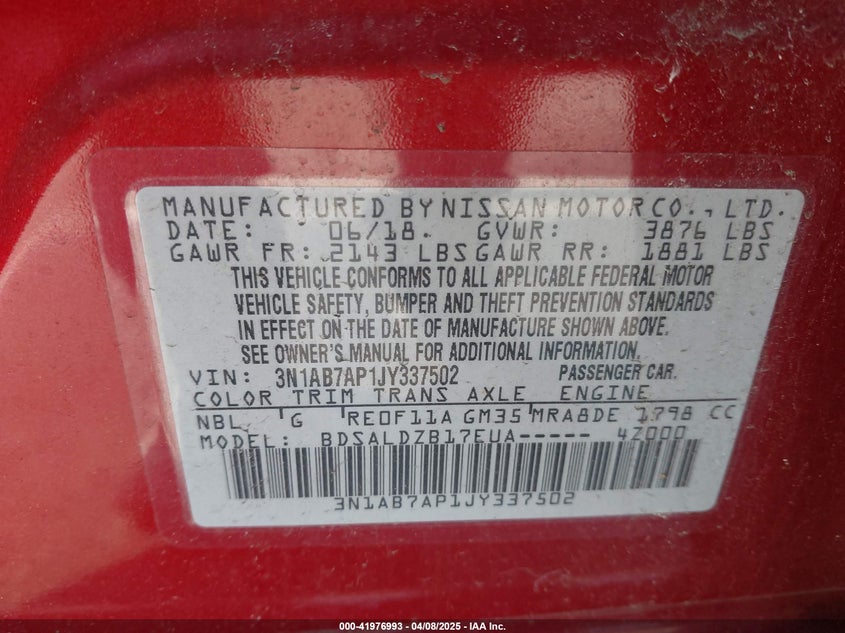 MANUFACTURED BY NISSAN MOTOR CO., LTD.
DATE: 06/18. GVWR: 3876 LBS
GAWR FR: 2143 LBS GAWR RR: 1881 LBS
THIS VEHICLE CONFORMS TO ALL APPLICABLE FEDERAL MOTOR
VEHICLE SAFETY, BUMPER AND THEFT PREVENTION STANDARDS
IN EFFECT ON THE DATE OF MANUFACTURE SHOWN ABOVE.
SEE OWNER'S MANUAL FOR ADDITIONAL INFORMATION.
VIN: 3N1AB7AP1JY337502 PASSENGER CAR.
COLOR TRIM TRANS AXLE ENGINE
NBL G RE0F11A GM35 MRA8DE 1798 CC
MODEL: BDSALDZB17EUA----- 4Z000
3N1AB7AP1JY337502
000-41976993 | 04/08/2025 - IAA Inc.